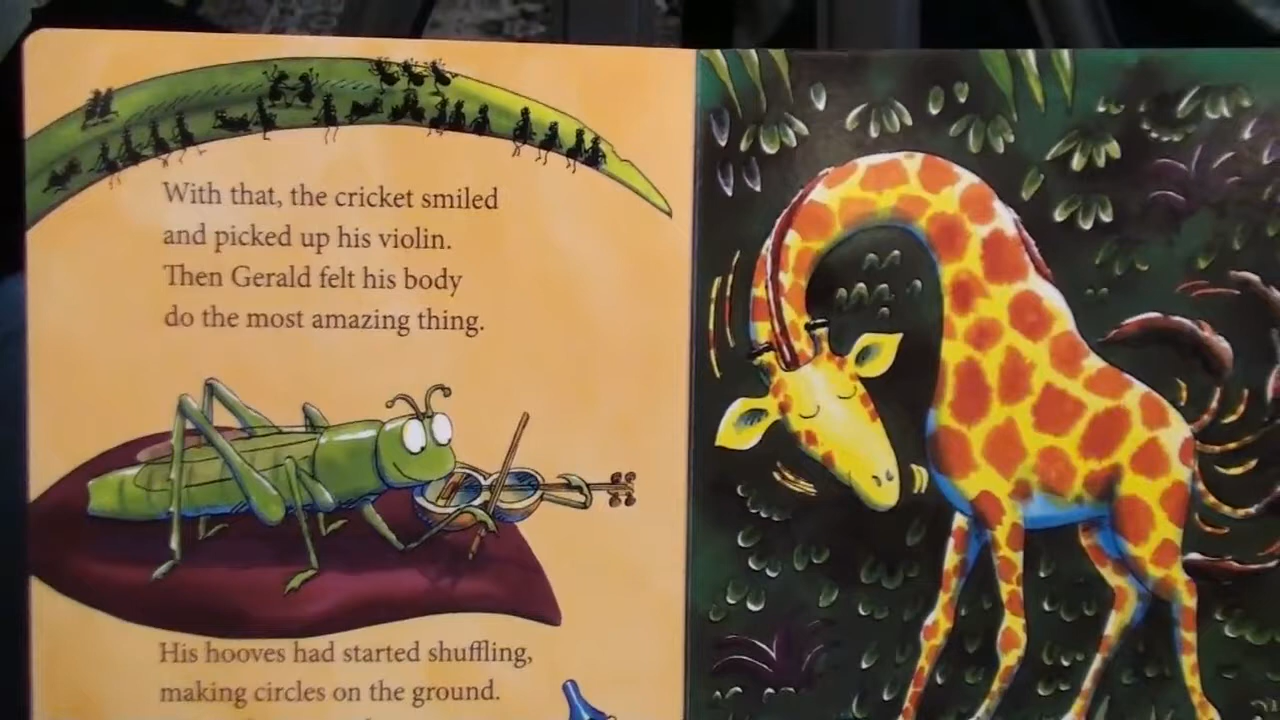 With that, the cricket smiled
and picked up his violin.
Then Gerald felt his body
do the most amazing thing.
His hooves had started shuffling,
making circles on the ground.